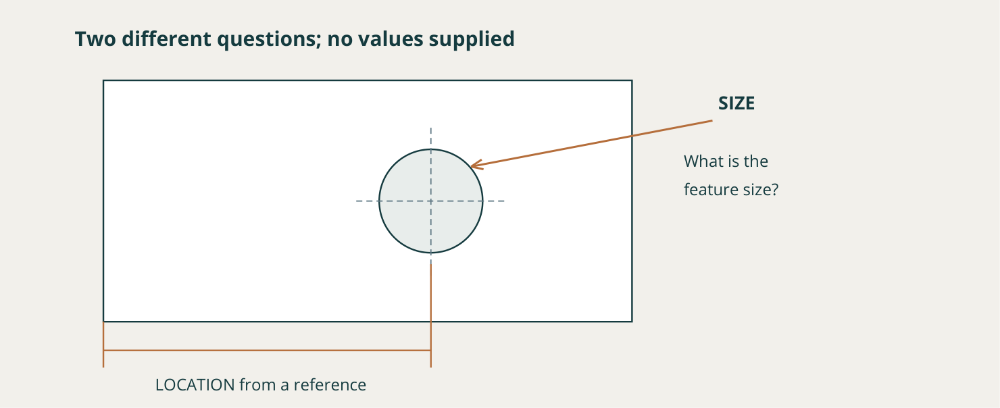 Two different questions; no values supplied
SIZE
What is the
feature size?
LOCATION from a reference